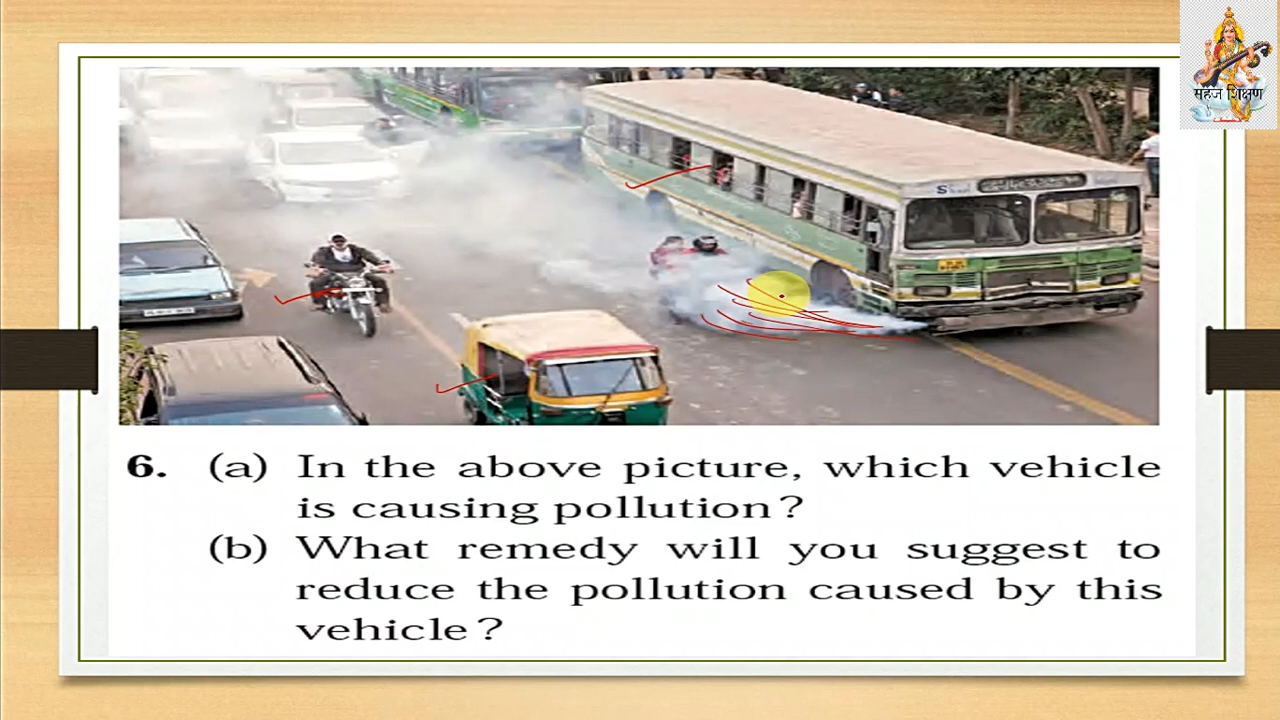 सहज शिक्षण
6. (a) In the above picture, which vehicle
is causing pollution?
(b) What remedy will you suggest to
reduce the pollution caused by this
vehicle?